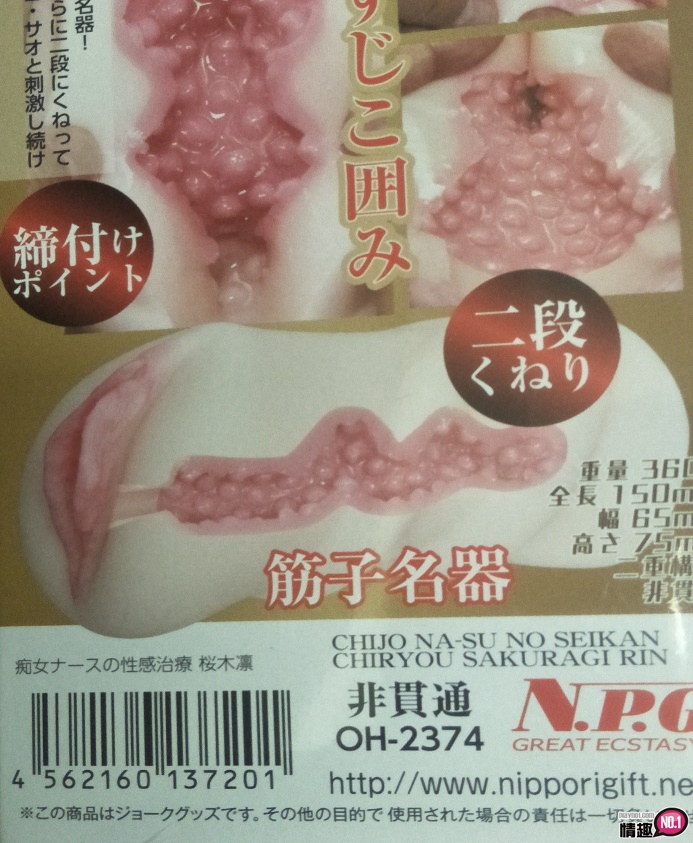 名器！
らに二段にくねって
・サオと刺激し続け
すじこ囲み
締付け
ポイント
二段
くねり
重量 360
全長 150m
幅 65m
高さ 75m
二重構
非貫
筋子名器
痴女ナースの性感治療 桜木凛
CHIJO NA-SU NO SEIKAN
CHIRYOU SAKURAGI RIN
非貫通
OH-2374
N.P.G
GREAT ECSTASY
4 562160 137201
http://www.nipporigift.ne
※この商品はジョークグッズです。その他の目的で使用された場合の責任は一切
情趣 NO.1